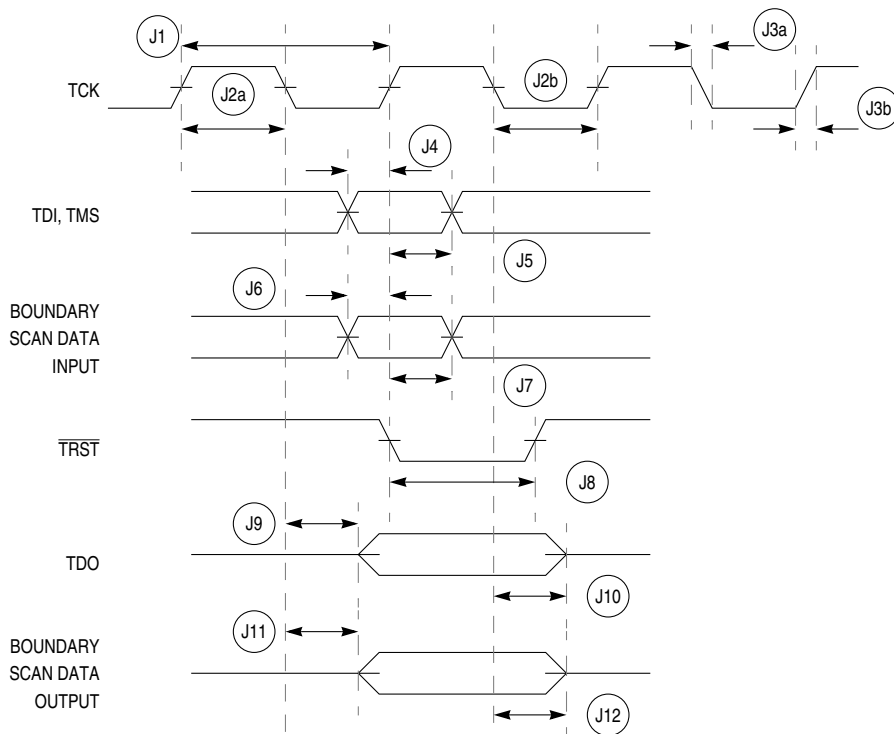 J1
J3a
TCK
J2a
J2b
J3b
J4
TDI, TMS
J5
J6
BOUNDARY
SCAN DATA
INPUT
J7
TRST
J8
J9
TDO
J10
J11
BOUNDARY
SCAN DATA
OUTPUT
J12